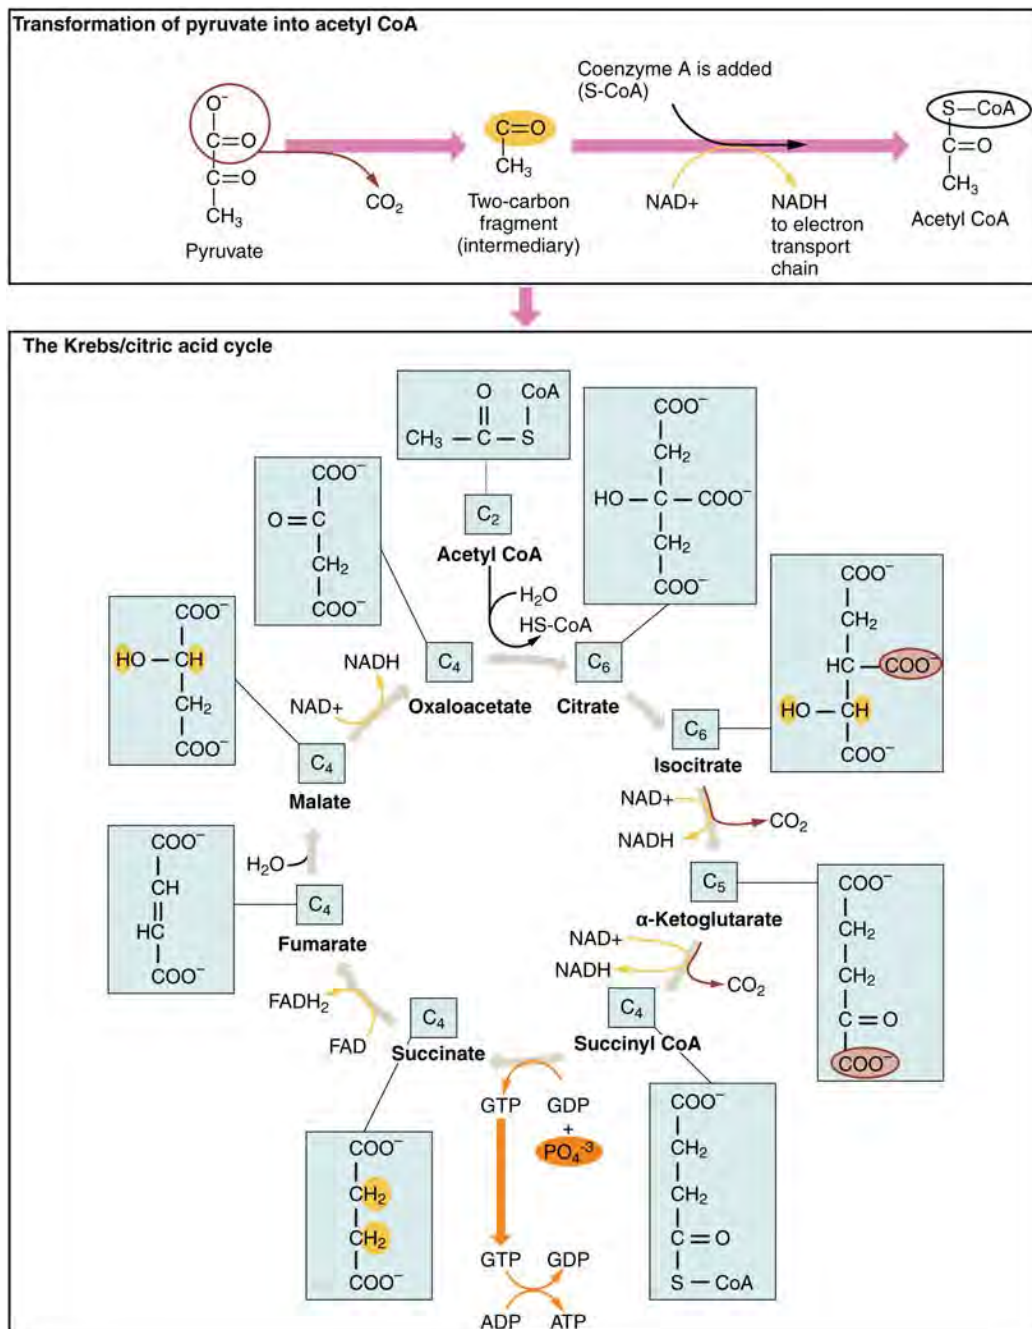 Transformation of pyruvate into acetyl CoA
Coenzyme A is added
(S-CoA)
O⁻
C=O
C=O
CH₃
Pyruvate
CO₂
C=O
CH₃
Two-carbon
fragment
(intermediary)
NAD+
NADH
to electron
transport
chain
S—CoA
C=O
CH₃
Acetyl CoA
The Krebs/citric acid cycle
O CoA
CH₃ — C — S
C₂
Acetyl CoA
H₂O
HS-CoA
COO⁻
CH₂
HO — C — COO⁻
CH₂
COO⁻
C₆
Citrate
COO⁻
CH₂
HC — COO⁻
HO — CH
COO⁻
C₆
Isocitrate
NAD+
NADH
CO₂
C₅
α-Ketoglutarate
COO⁻
CH₂
CH₂
C = O
COO⁻
NAD+
NADH
CO₂
C₄
Succinyl CoA
COO⁻
CH₂
CH₂
C = O
S — CoA
GTP GDP
+
PO₄⁻³
GTP GDP
ADP ATP
C₄
Succinate
COO⁻
CH₂
CH₂
COO⁻
FADH₂
FAD
C₄
Fumarate
COO⁻
CH
HC
COO⁻
H₂O
C₄
Malate
COO⁻
HO — CH
CH₂
COO⁻
NAD+
NADH
C₄
Oxaloacetate
COO⁻
O = C
CH₂
COO⁻